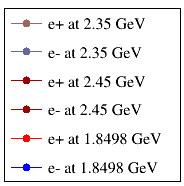 e+ at 2.35 GeV
e- at 2.35 GeV
e+ at 2.45 GeV
e- at 2.45 GeV
e+ at 1.8498 GeV
e- at 1.8498 GeV